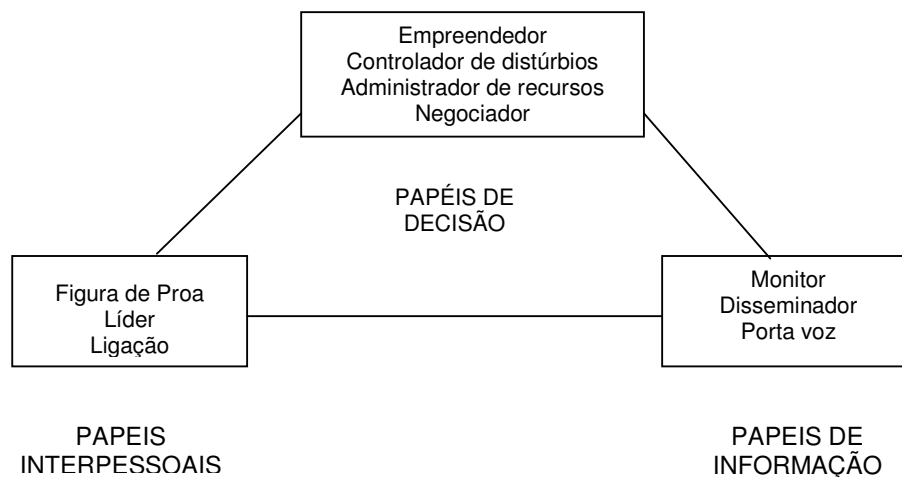 Empreendedor
Controlador de distúrbios
Administrador de recursos
Negociador
PAPÉIS DE
DECISÃO
Figura de Proa
Líder
Ligação
Monitor
Disseminador
Porta voz
PAPEIS
INTERPESSOAIS
PAPEIS DE
INFORMAÇÃO